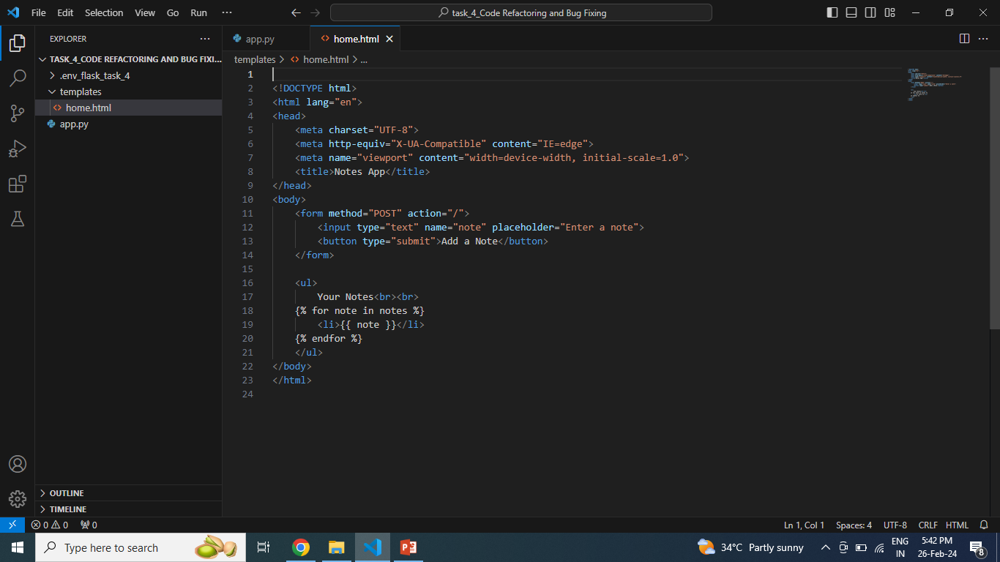 File Edit Selection View Go Run ··· task_4_Code Refactoring and Bug Fixing
EXPLORER ···
TASK_4_CODE REFACTORING AND BUG FIXI...
.env_flask_task_4
templates
home.html
app.py
OUTLINE
TIMELINE
app.py home.html
templates > home.html > ...
1
2 <!DOCTYPE html>
3 <html lang="en">
4 <head>
5     <meta charset="UTF-8">
6     <meta http-equiv="X-UA-Compatible" content="IE=edge">
7     <meta name="viewport" content="width=device-width, initial-scale=1.0">
8     <title>Notes App</title>
9 </head>
10 <body>
11     <form method="POST" action="/">
12         <input type="text" name="note" placeholder="Enter a note">
13         <button type="submit">Add a Note</button>
14     </form>
15
16     <ul>
17         Your Notes<br><br>
18     {% for note in notes %}
19         <li>{{ note }}</li>
20     {% endfor %}
21     </ul>
22 </body>
23 </html>
24
0 0 0 Ln 1, Col 1 Spaces: 4 UTF-8 CRLF HTML
Type here to search 34°C Partly sunny ENG IN 5:42 PM 26-Feb-24 8